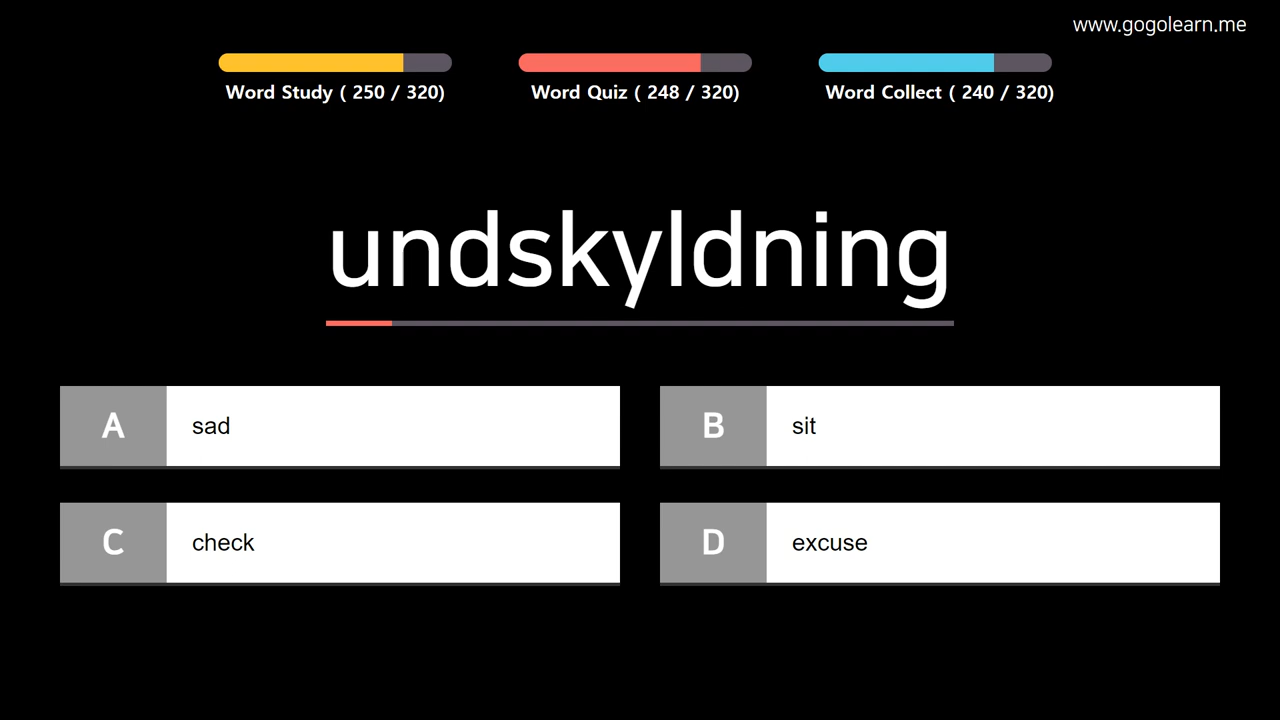 www.gogolearn.me
Word Study ( 250 / 320)
Word Quiz ( 248 / 320)
Word Collect ( 240 / 320)
undskyldning
A sad
B sit
C check
D excuse